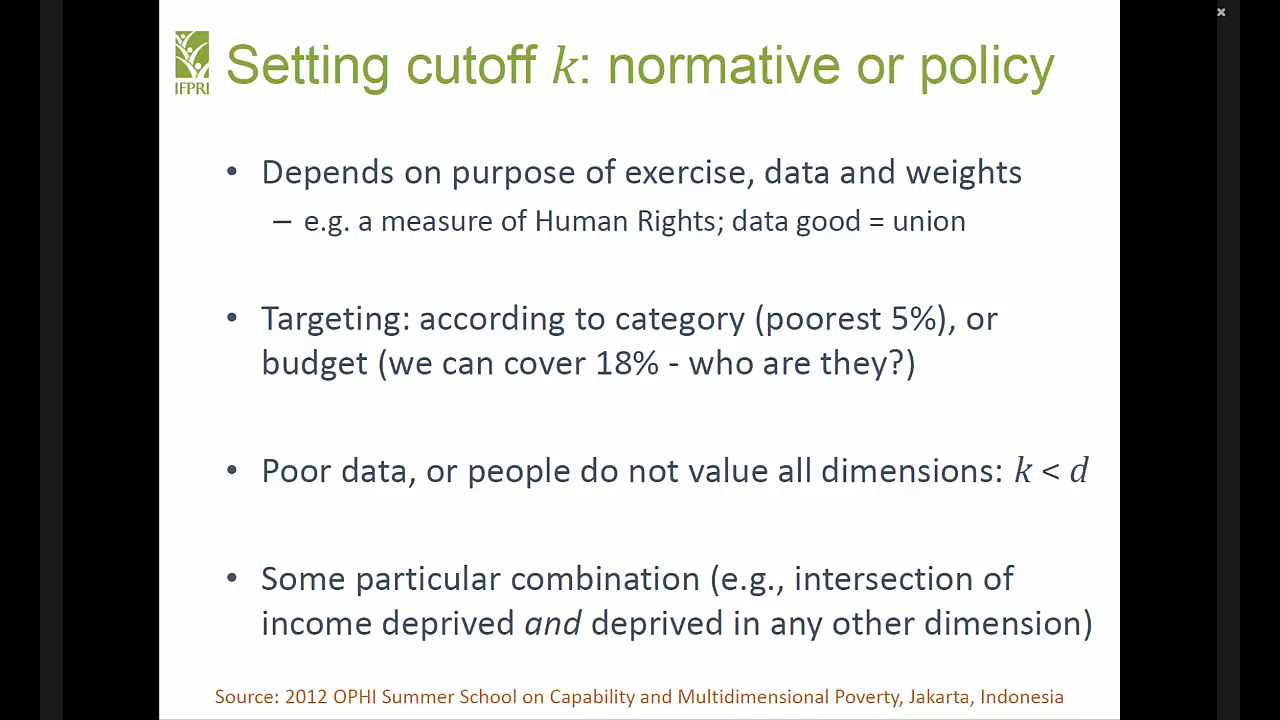 Setting cutoff k: normative or policy
IFPRI
• Depends on purpose of exercise, data and weights
– e.g. a measure of Human Rights; data good = union
• Targeting: according to category (poorest 5%), or
budget (we can cover 18% - who are they?)
• Poor data, or people do not value all dimensions: k < d
• Some particular combination (e.g., intersection of
income deprived and deprived in any other dimension)
Source: 2012 OPHI Summer School on Capability and Multidimensional Poverty, Jakarta, Indonesia